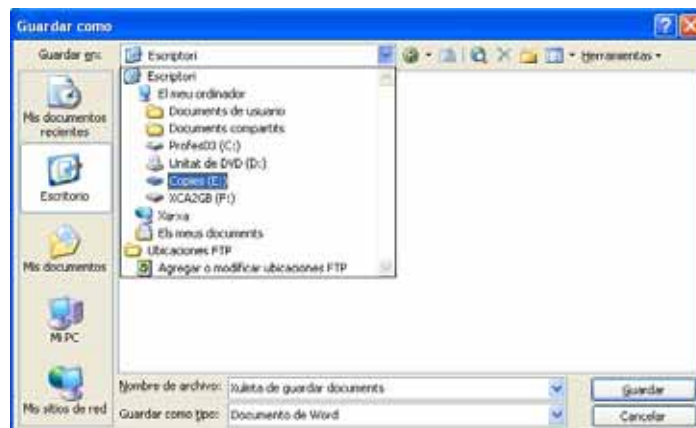 Guardar como
Guardar en:
Escriptori
Herramientas
Escriptori
El meu ordinador
Documents de usuario
Documents compartits
Profes03 (C:)
Unitat de DVD (D:)
Copies (E:)
XCA2GB (F:)
Xarxa
Els meus documents
Ubicaciones FTP
Agregar o modificar ubicaciones FTP
Mis documentos
recientes
Escritorio
Mis documentos
Mi PC
Mis sitios de red
Nombre de archivo:
Xuleta de guardar documents
Guardar
Guardar como tipo:
Documento de Word
Cancelar